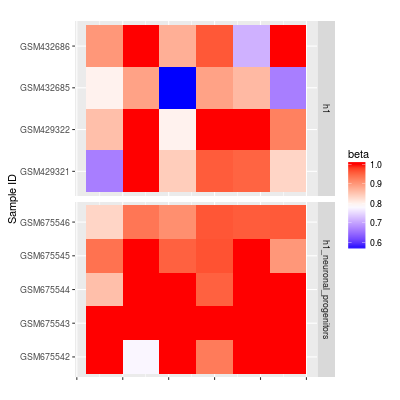 GSM432686
GSM432685
GSM429322
GSM429321
h1
GSM675546
GSM675545
GSM675544
GSM675543
GSM675542
h1_neuronal_progenitors
Sample ID
beta
1.0
0.9
0.8
0.7
0.6